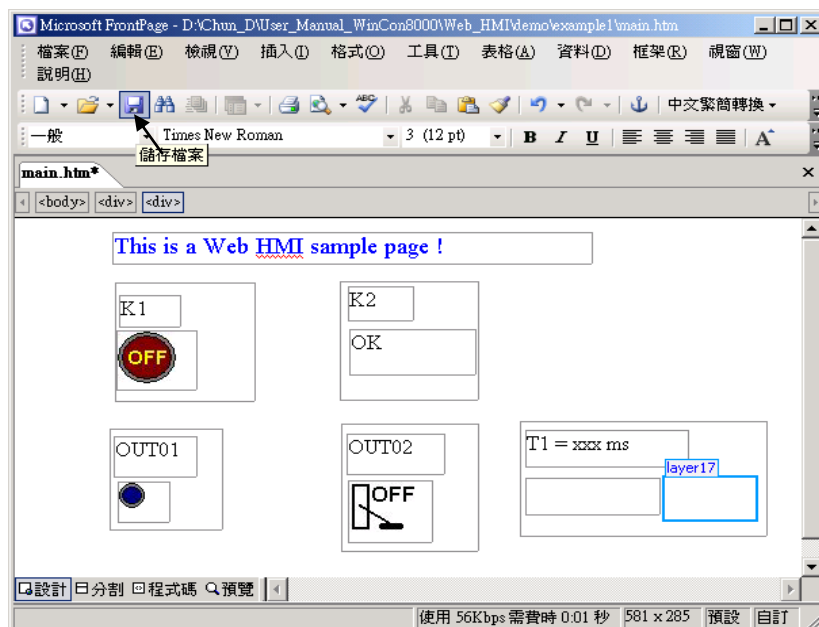 Microsoft FrontPage - D:\Chun_D\User_Manual_WinCon8000\Web_HMI\demo\example1\main.htm
檔案(F) 編輯(E) 檢視(V) 插入(I) 格式(O) 工具(T) 表格(A) 資料(D) 框架(R) 視窗(W)
說明(H)
ABC 中文繁簡轉換
一般 Times New Roman 3 (12 pt) B I U A
儲存檔案
main.htm*
<body> <div> <div>
This is a Web HMI sample page !
K1
OFF
K2
OK
OUT01
OUT02
OFF
T1 = xxx ms
layer17
設計 分割 程式碼 預覽
使用 56Kbps 需費時 0:01 秒 581 x 285 預設 自訂